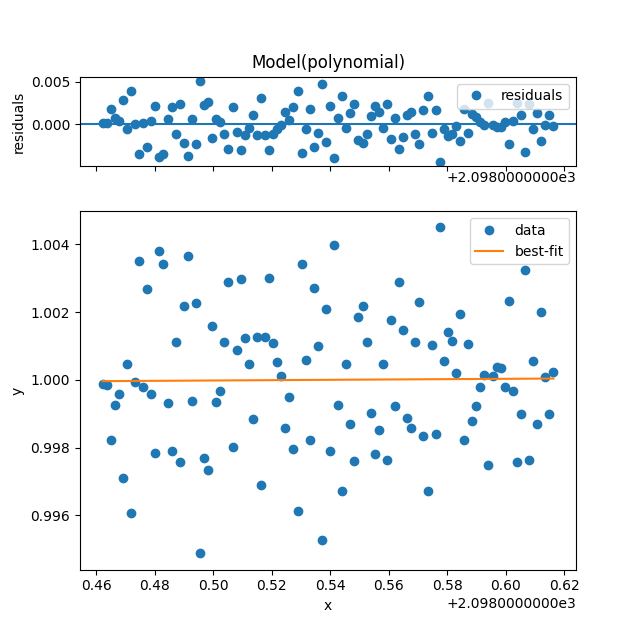 Model(polynomial)
residuals
0.005
0.000
residuals
+2.0980000000e3
data
best-fit
1.004
1.002
1.000
0.998
0.996
y
0.46 0.48 0.50 0.52 0.54 0.56 0.58 0.60 0.62
x
+2.0980000000e3